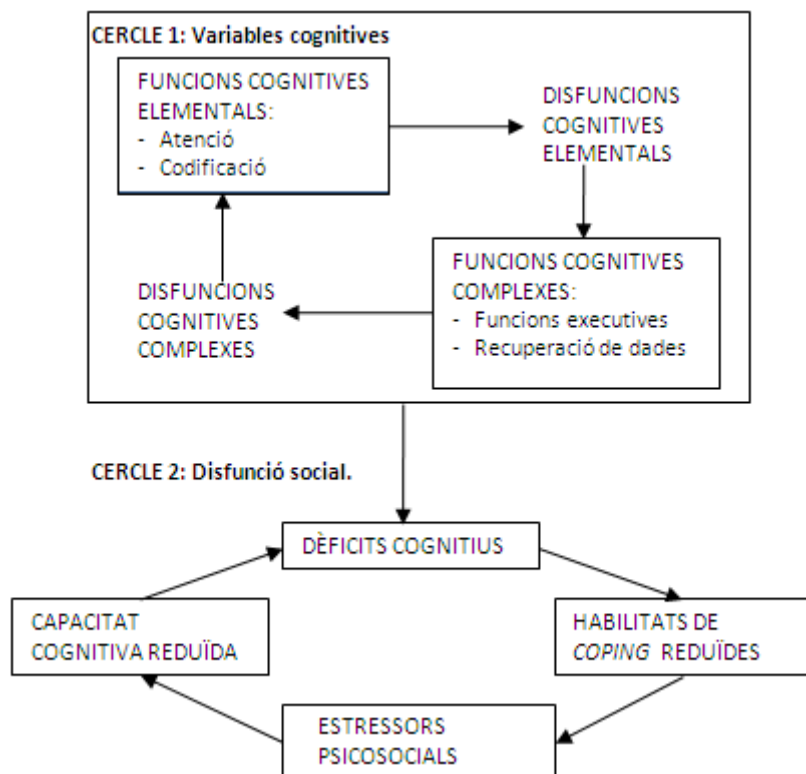 CERCLE 1: Variables cognitives
FUNCIONS COGNITIVES
ELEMENTALS:
- Atenció
- Codificació
DISFUNCIONS
COGNITIVES
ELEMENTALS
FUNCIONS COGNITIVES
COMPLEXES:
- Funcions executives
- Recuperació de dades
DISFUNCIONS
COGNITIVES
COMPLEXES
CERCLE 2: Disfunció social.
DÈFICITS COGNITIUS
HABILITATS DE
COPING REDUÏDES
ESTRESSORS
PSICOSOCIALS
CAPACITAT
COGNITIVA REDUÏDA